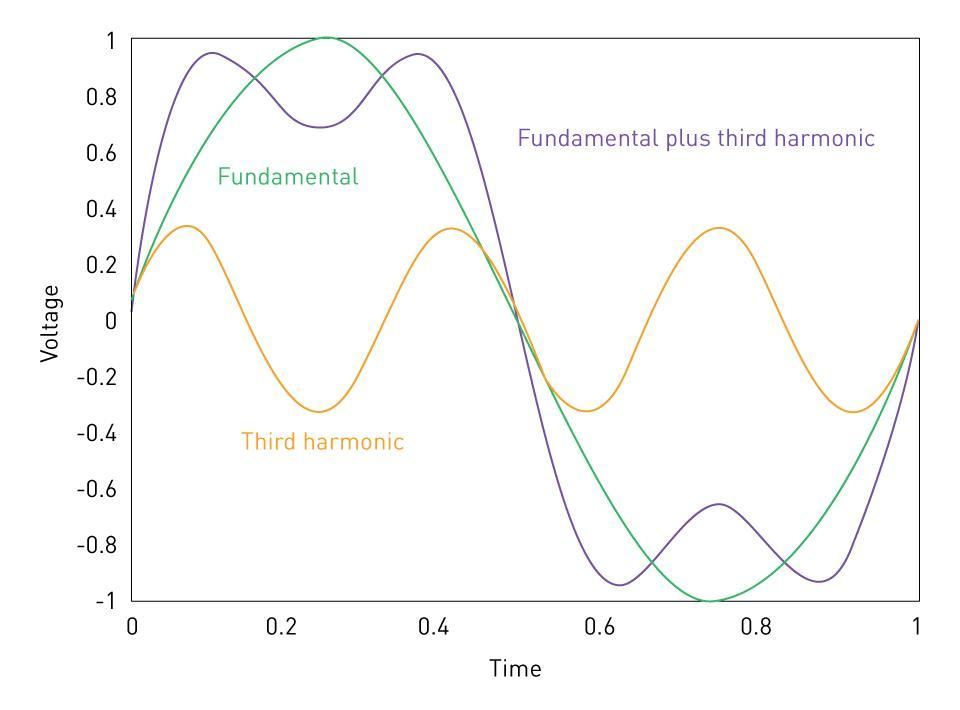 1
0.8
0.6
0.4
0.2
0
-0.2
-0.4
-0.6
-0.8
-1
Voltage
Fundamental plus third harmonic
Fundamental
Third harmonic
0 0.2 0.4 0.6 0.8 1
Time